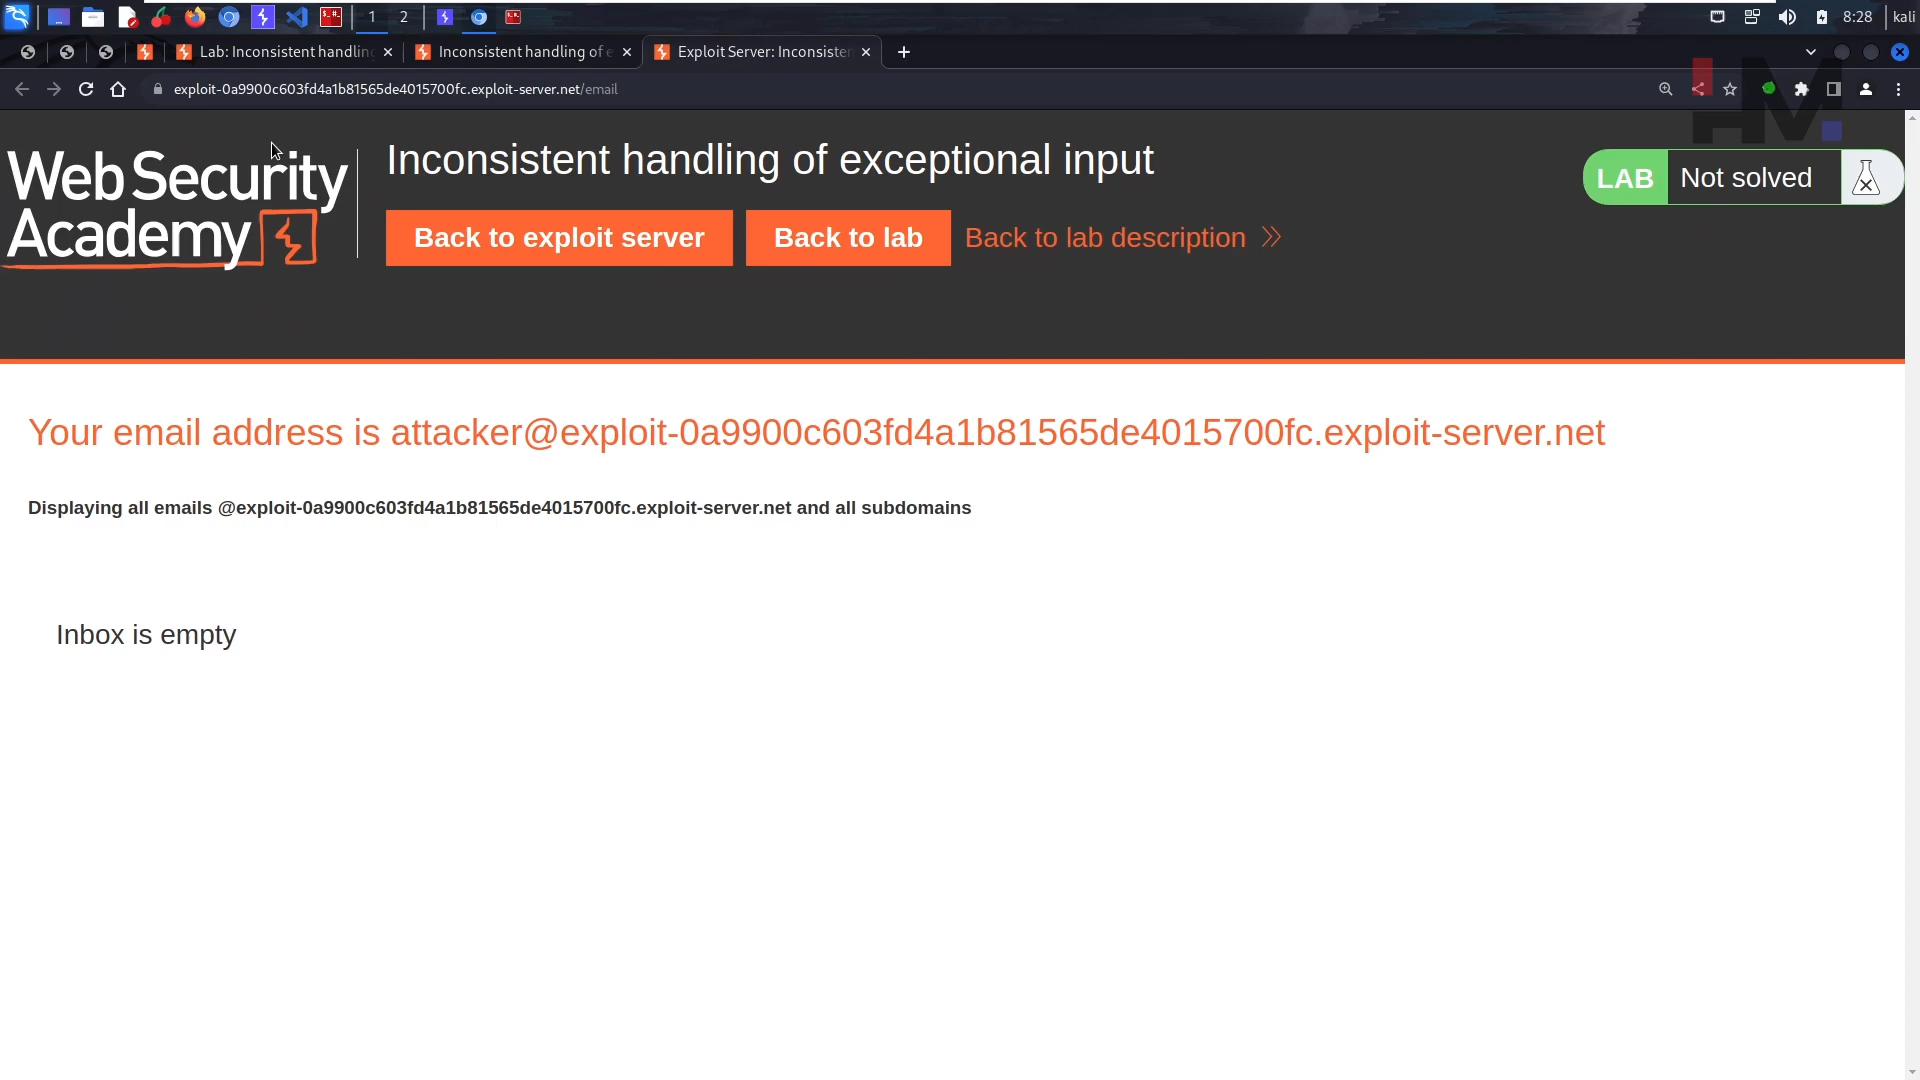 1 2
8:28 kali
Lab: Inconsistent handling
Inconsistent handling of e
Exploit Server: Inconsisten
exploit-0a9900c603fd4a1b81565de4015700fc.exploit-server.net/email
HM
Web Security
Academy
Inconsistent handling of exceptional input
Back to exploit server
Back to lab
Back to lab description
LAB
Not solved
Your email address is attacker@exploit-0a9900c603fd4a1b81565de4015700fc.exploit-server.net
Displaying all emails @exploit-0a9900c603fd4a1b81565de4015700fc.exploit-server.net and all subdomains
Inbox is empty